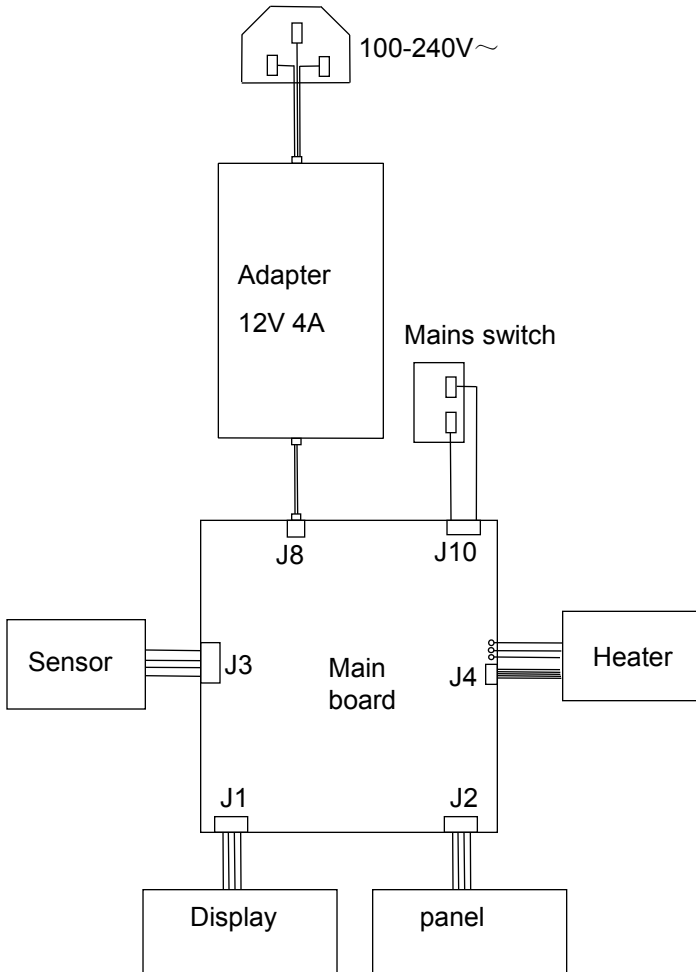 100-240V～
Adapter
12V 4A
Mains switch
J8
J10
Sensor
J3
Main
board
J4
Heater
J1
J2
Display
panel